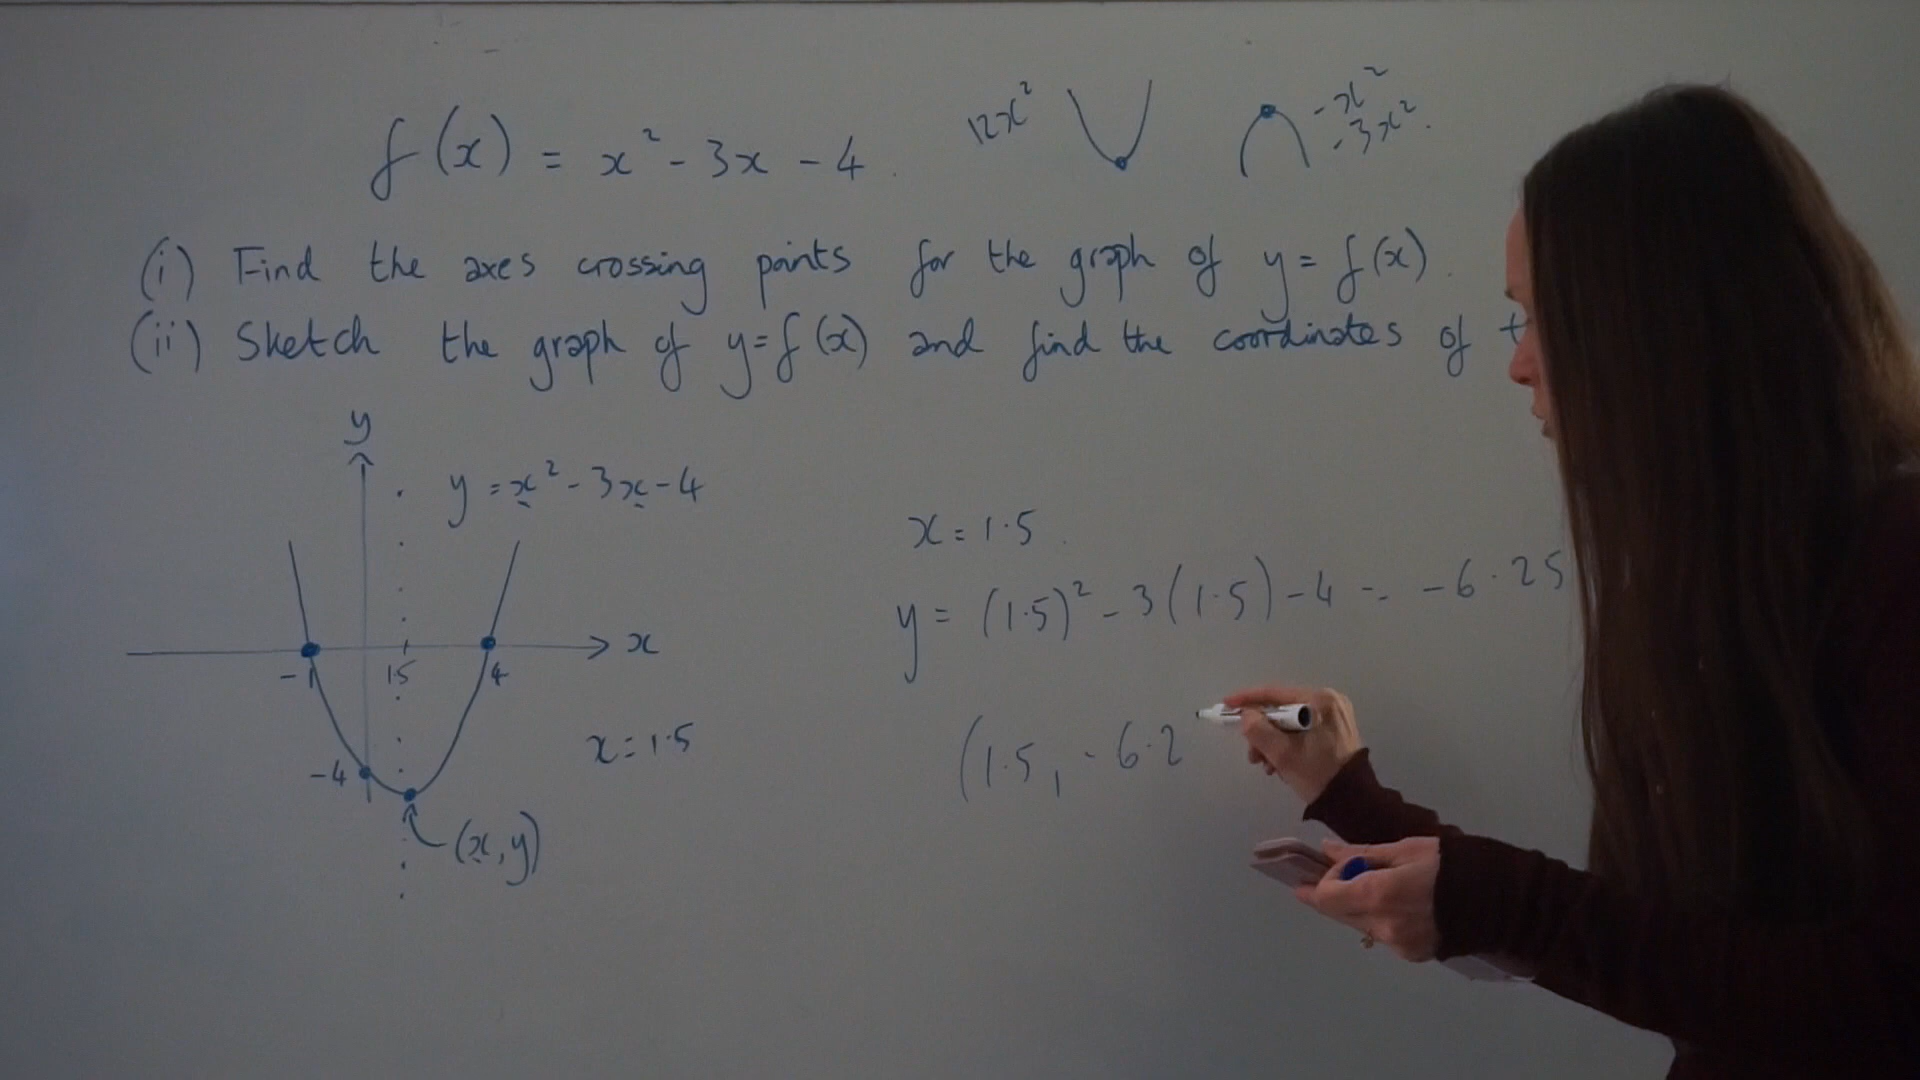 f(x) = x² - 3x - 4
12x²
-x²
-3x².
(i) Find the axes crossing points for the graph of y = f(x).
(ii) Sketch the graph of y=f(x) and find the coordinates of t
y
y = x² - 3x - 4
x = 1.5
y = (1.5)² - 3(1.5) - 4 = -6.25
x
-1 1.5 4
x = 1.5
(1.5, -6.2
-4
(x, y)